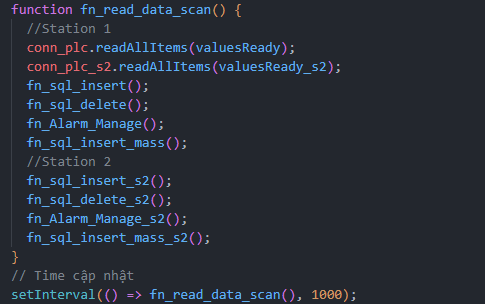 function fn_read_data_scan() {
//Station 1
conn_plc.readAllItems(valuesReady);
conn_plc_s2.readAllItems(valuesReady_s2);
fn_sql_insert();
fn_sql_delete();
fn_Alarm_Manage();
fn_sql_insert_mass();
//Station 2
fn_sql_insert_s2();
fn_sql_delete_s2();
fn_Alarm_Manage_s2();
fn_sql_insert_mass_s2();
}
// Time cập nhật
setInterval(() => fn_read_data_scan(), 1000);